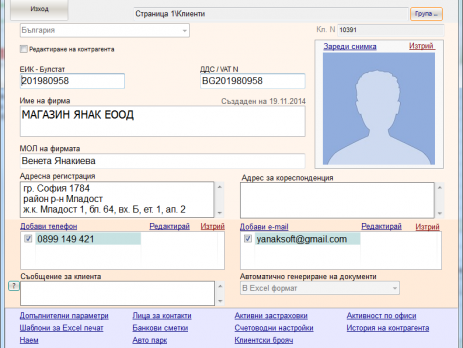 Изход
Страница 1\Клиенти
Група ..
България
Кл. N 10391
Редактиране на контрагента
Зареди снимка Изтрий
ЕИК - Булстат
ДДС / VAT N
201980958
BG201980958
Име на фирма
Създаден на 19.11.2014
МАГАЗИН ЯНАК ЕООД
МОЛ на фирмата
Венета Янакиева
Адресна регистрация
Адрес за кореспонденция
гр. София 1784
район р-н Младост
ж.к. Младост 1, бл. 64, вх. Б, ет. 1, ап. 2
Добави телефон Редактирай Изтрий
Добави e-mail Редактирай Изтрий
0899 149 421
yanaksoft@gmail.com
Съобщение за клиента
Автоматично генериране на документи
?
В Excel формат
Допълнителни параметри
Лица за контакти
Активни застраховки
Активност по офиси
Шаблони за Excel печат
Банкови сметки
Счетоводни настройки
История на контрагента
Наем
Авто парк
Клиентски брояч